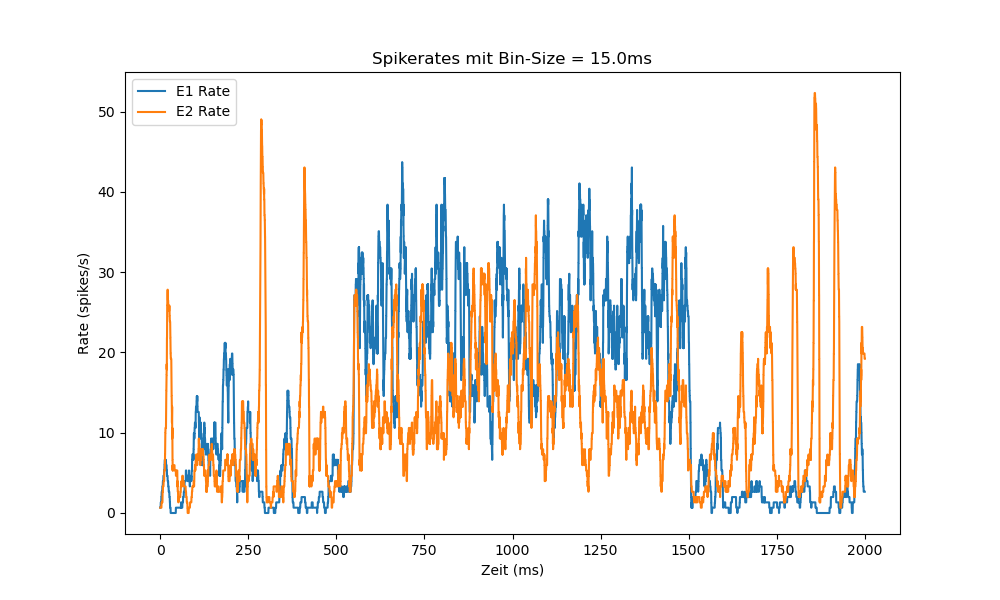 Spikerates mit Bin-Size = 15.0ms
E1 Rate
E2 Rate
Rate (spikes/s)
50
40
30
20
10
0
0 250 500 750 1000 1250 1500 1750 2000
Zeit (ms)